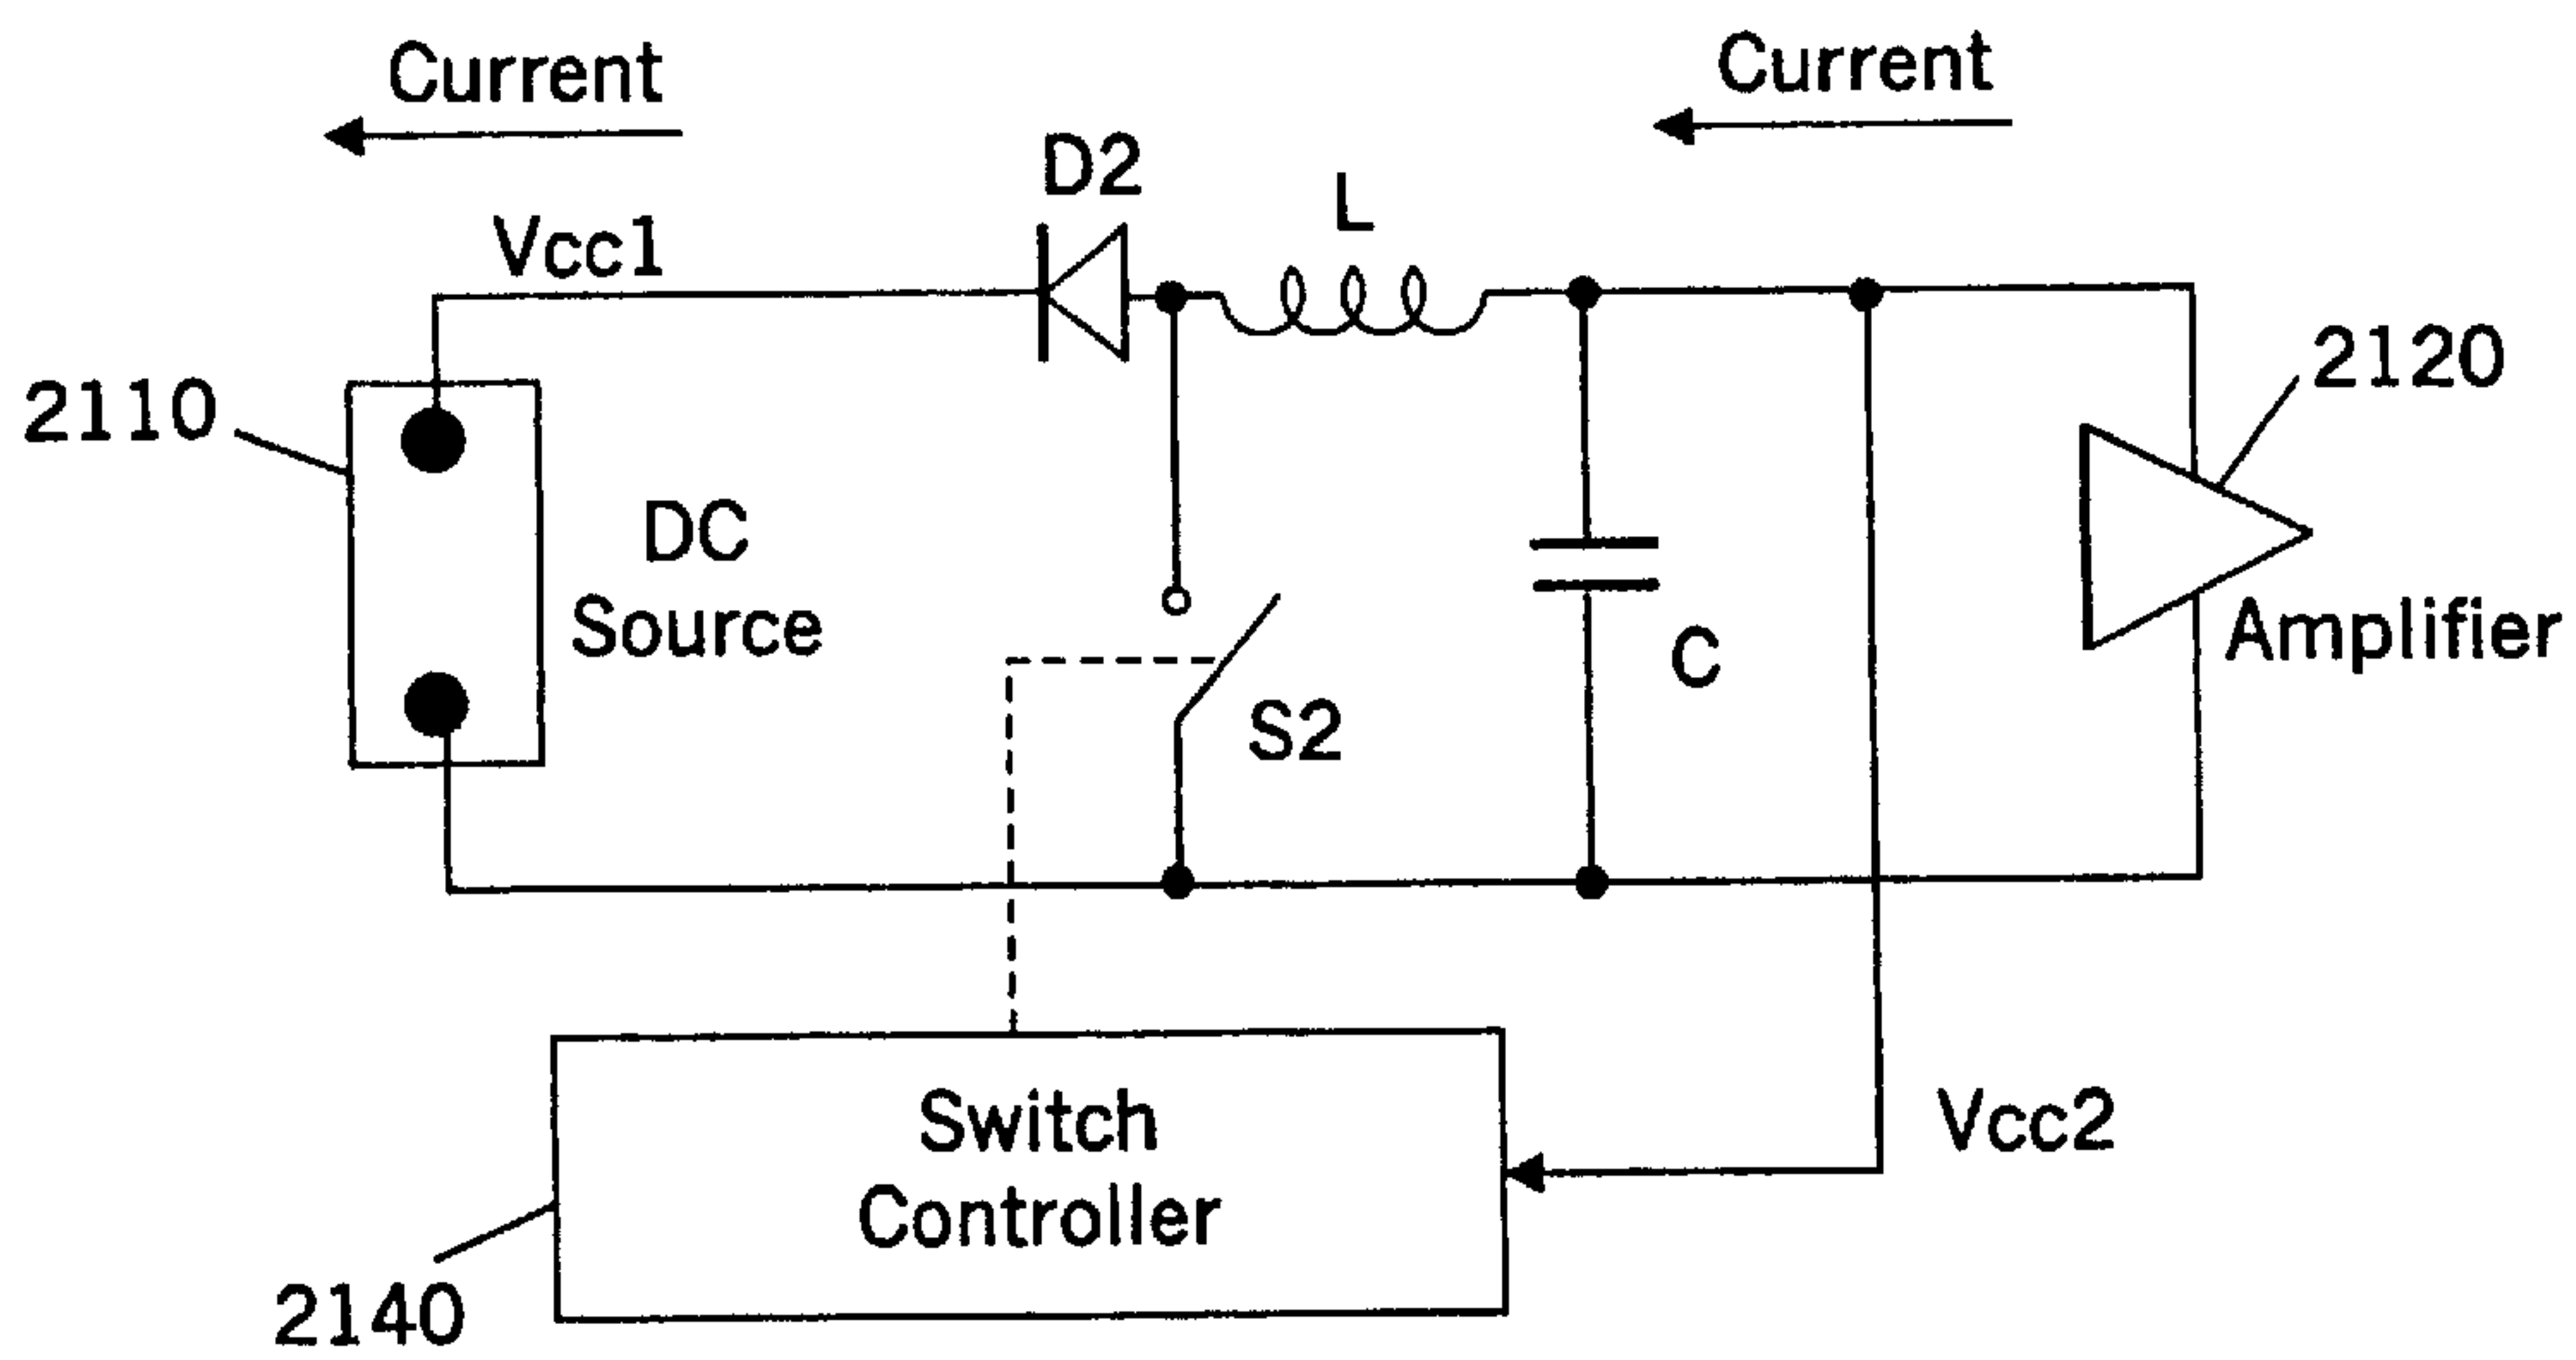 Current
Current
D2
L
Vcc1
2120
2110
DC
Source
Amplifier
C
S2
Vcc2
Switch
Controller
2140